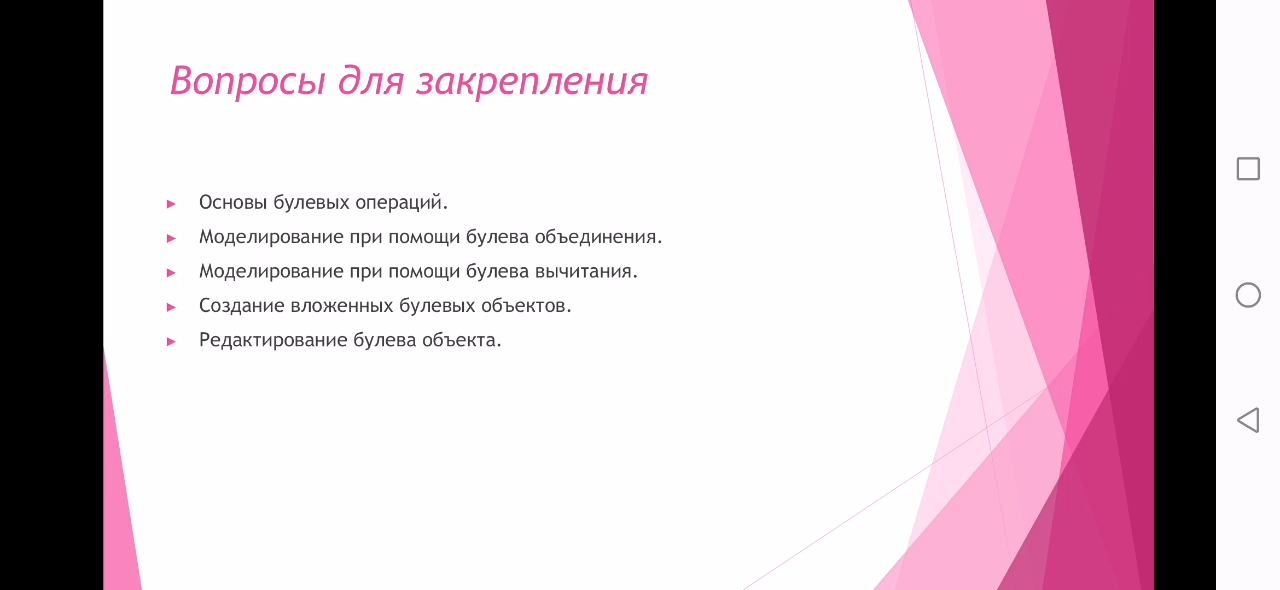 Вопросы для закрепления
Основы булевых операций.
Моделирование при помощи булева объединения.
Моделирование при помощи булева вычитания.
Создание вложенных булевых объектов.
Редактирование булева объекта.